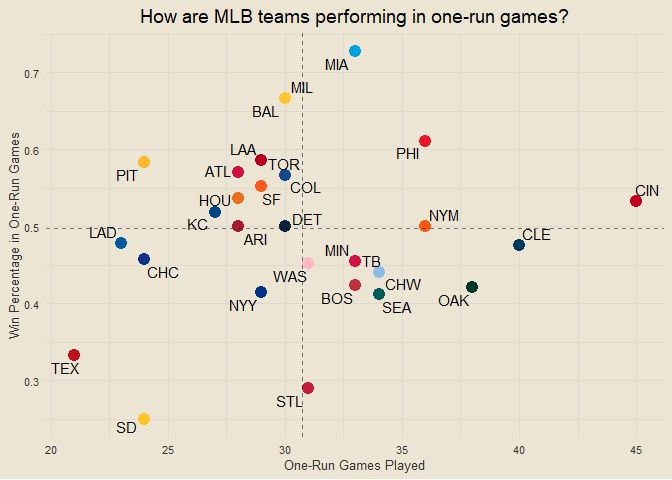 How are MLB teams performing in one-run games?
Win Percentage in One-Run Games
0.7
0.6
0.5
0.4
0.3
MIA
MIL
BAL
PHI
LAA
TOR
PIT
ATL
COL
CIN
HOU
SF
NYM
KC
DET
LAD
ARI
CLE
MIN
TB
CHC
WAS
CHW
NYY
BOS
SEA
OAK
TEX
STL
SD
20
25
30
35
40
45
One-Run Games Played